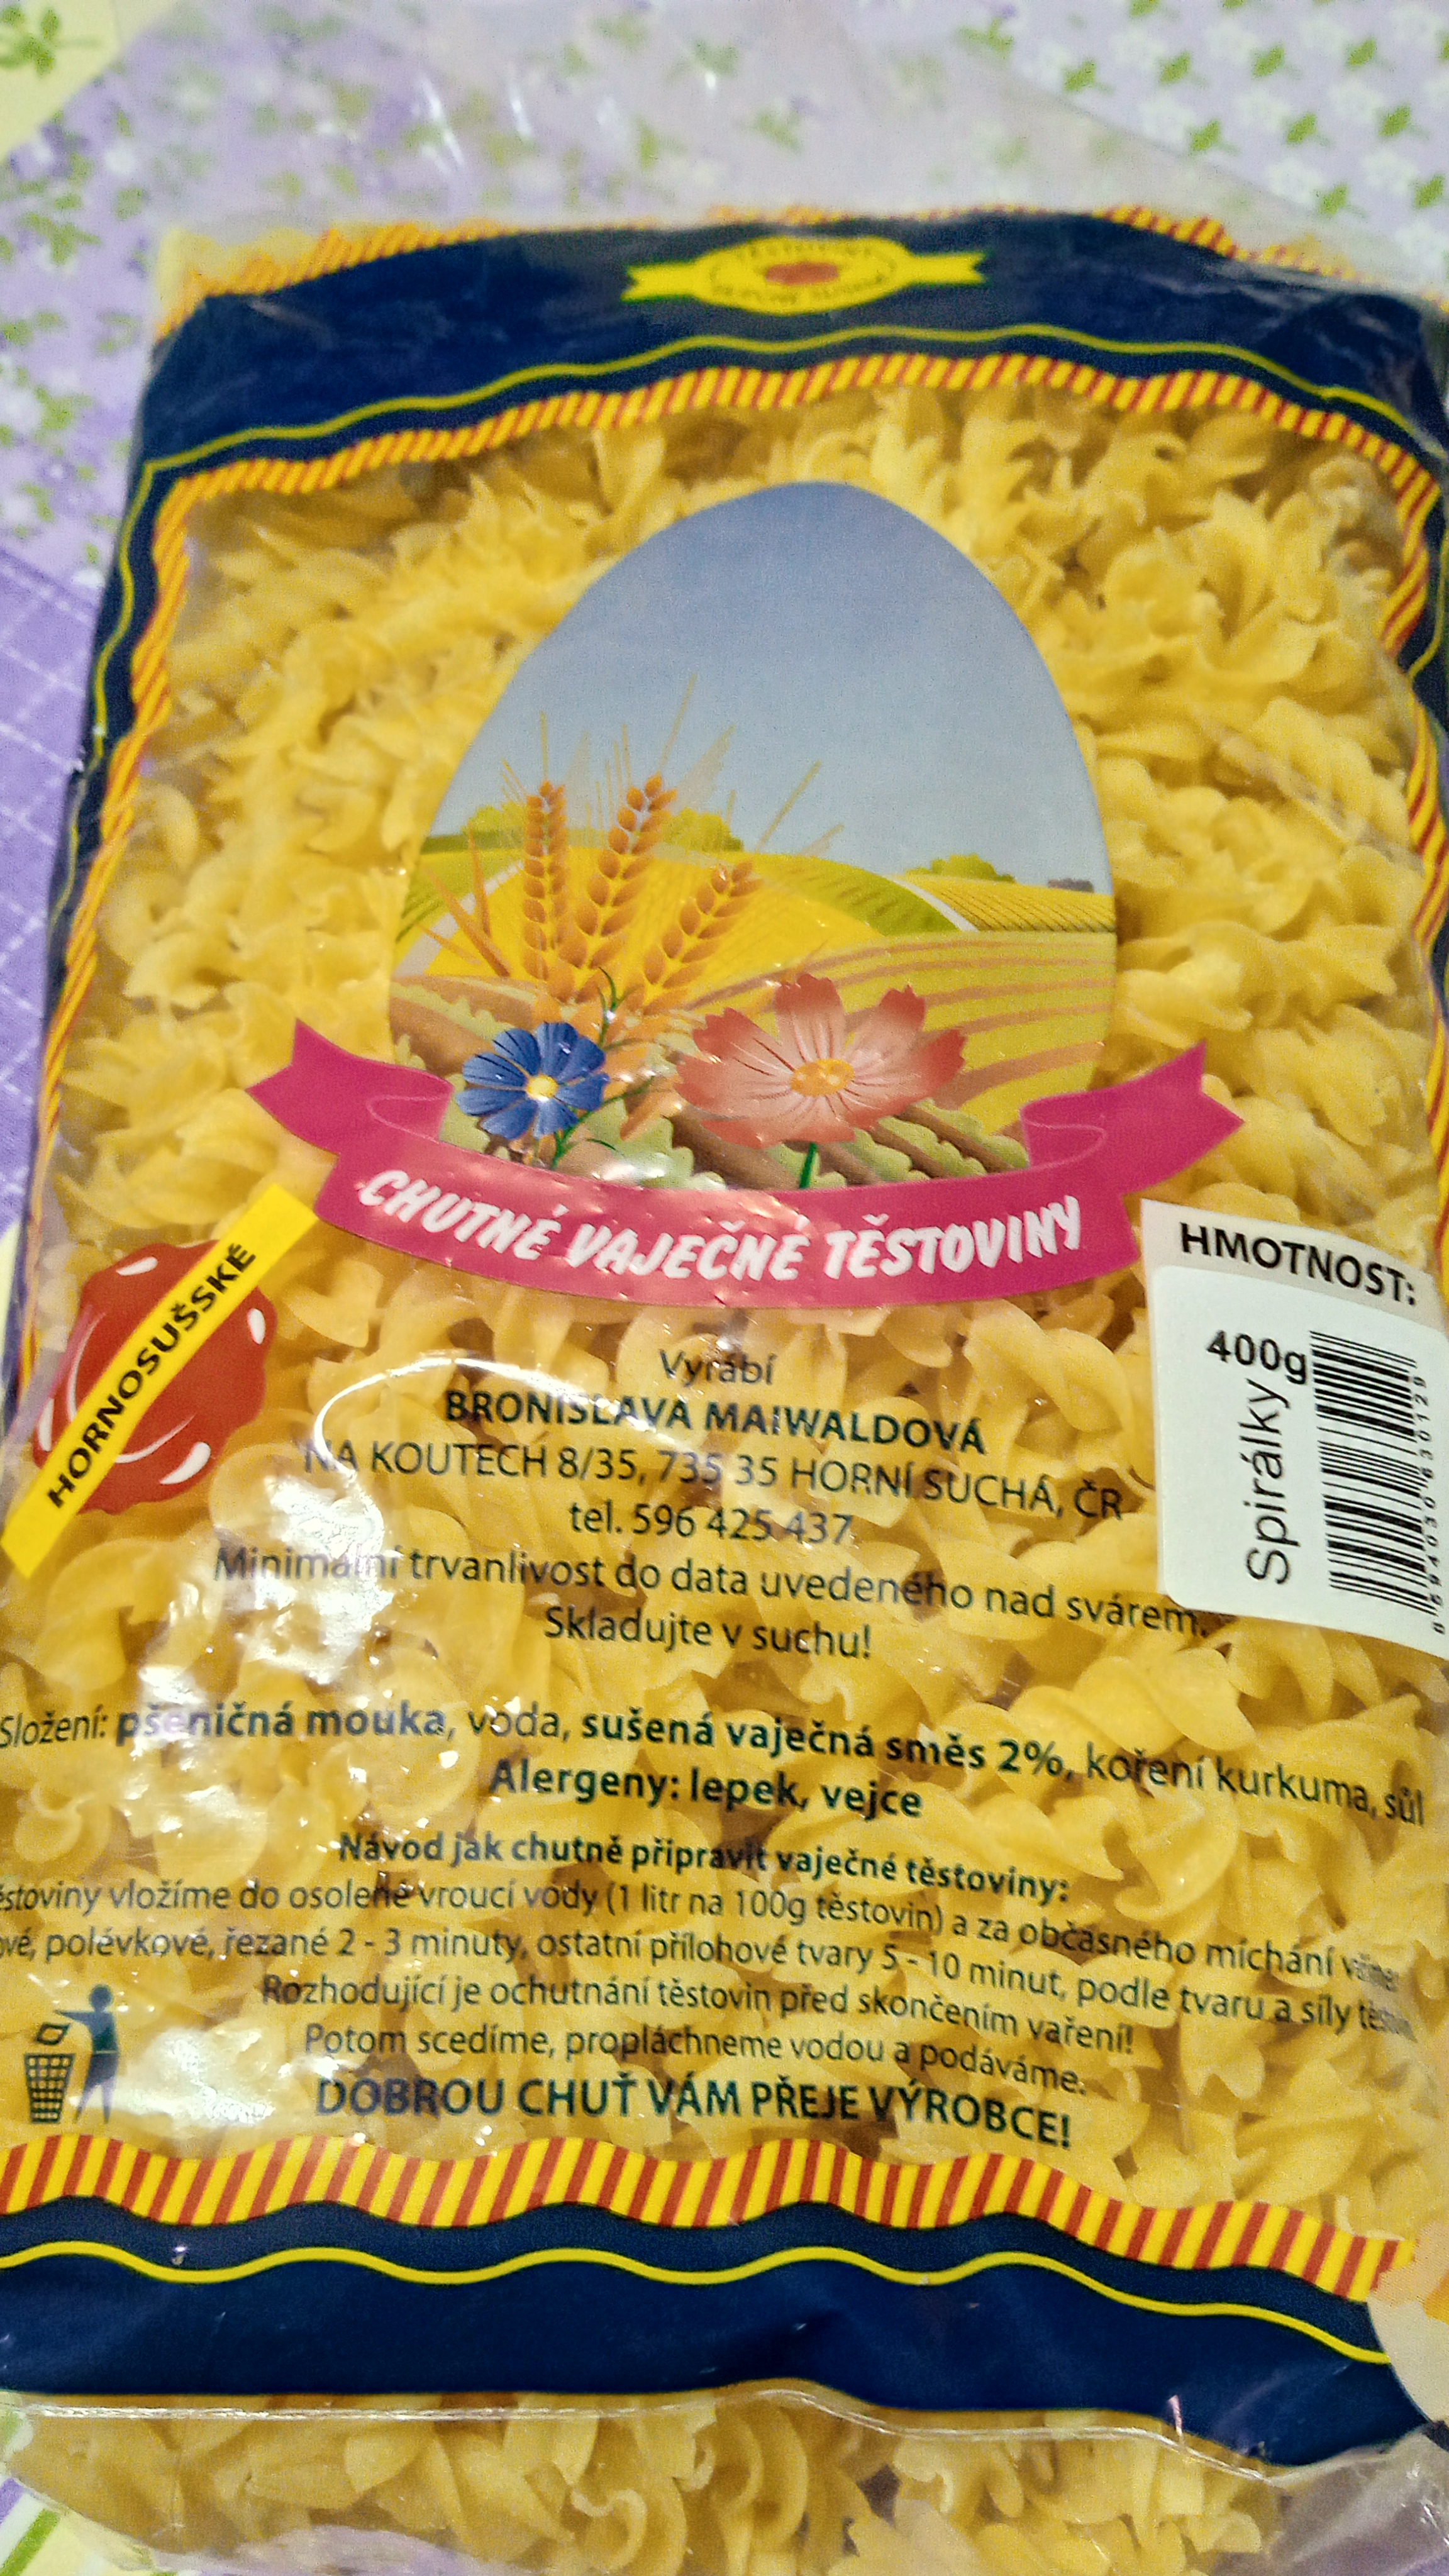 CHUTNÉ VAJEČNÉ TĚSTOVINY
HORNOSUŠSKÉ
HMOTNOST:
400g
Spirálky
Vyrábí
BRONISLAVA MAIWALDOVÁ
NA KOUTECH 8/35, 735 35 HORNÍ SUCHÁ, ČR
tel. 596 425 437
Minimální trvanlivost do data uvedeného nad svárem.
Skladujte v suchu!
Složení: pšeničná mouka, voda, sušená vaječná směs 2%, koření kurkuma, sůl
Alergeny: lepek, vejce
Návod jak chutně připravit vaječné těstoviny:
ěstoviny vložíme do osolené vroucí vody (1 litr na 100g těstovin) a za občasného míchání
ové, polévkové, řezané 2 - 3 minuty, ostatní přílohové tvary 5 - 10 minut, podle tvaru a síly
Rozhodující je ochutnání těstovin před skončením vaření!
Potom scedíme, propláchneme vodou a podáváme.
DOBROU CHUŤ VÁM PŘEJE VÝROBCE!